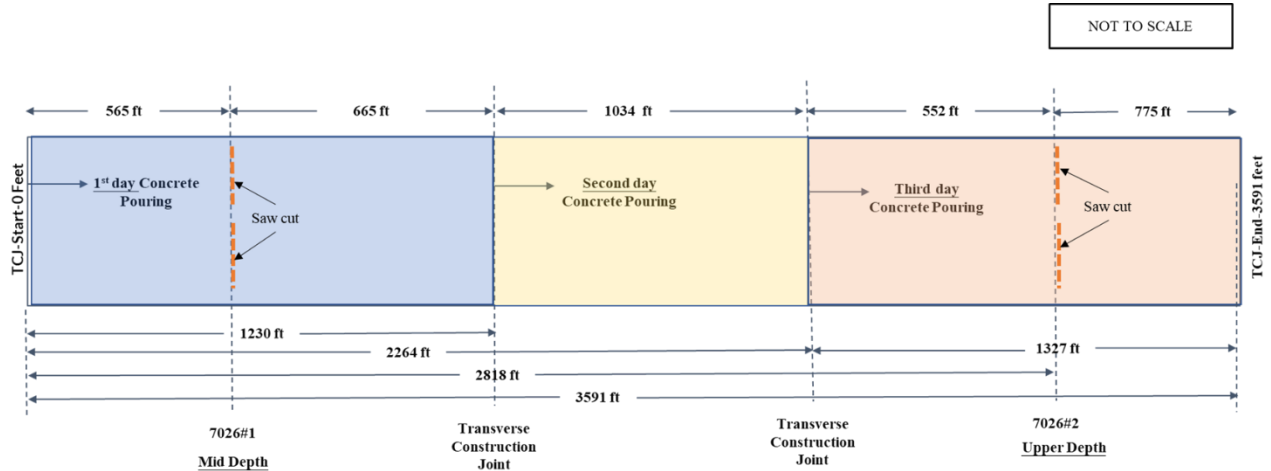 NOT TO SCALE
565 ft
665 ft
1034 ft
552 ft
775 ft
TCJ-Start-0 Feet
1st day Concrete
Pouring
Saw cut
Second day
Concrete Pouring
Third day
Concrete Pouring
Saw cut
TCJ-End-3591 feet
1230 ft
2264 ft
1327 ft
2818 ft
3591 ft
7026#1
Mid Depth
Transverse
Construction
Joint
Transverse
Construction
Joint
7026#2
Upper Depth